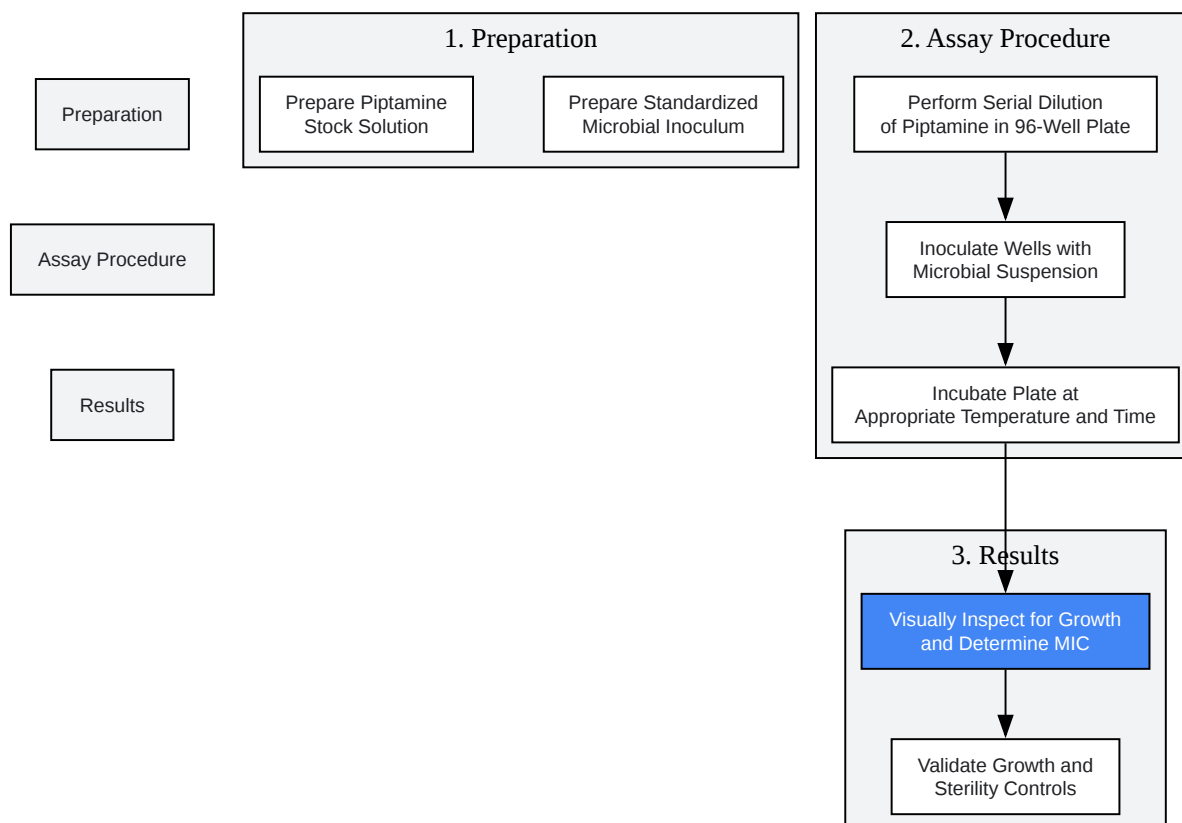 Preparation
Assay Procedure
Results
1. Preparation
Prepare Piptamine
Stock Solution
Prepare Standardized
Microbial Inoculum
2. Assay Procedure
Perform Serial Dilution
of Piptamine in 96-Well Plate
Inoculate Wells with
Microbial Suspension
Incubate Plate at
Appropriate Temperature and Time
3. Results
Visually Inspect for Growth
and Determine MIC
Validate Growth and
Sterility Controls